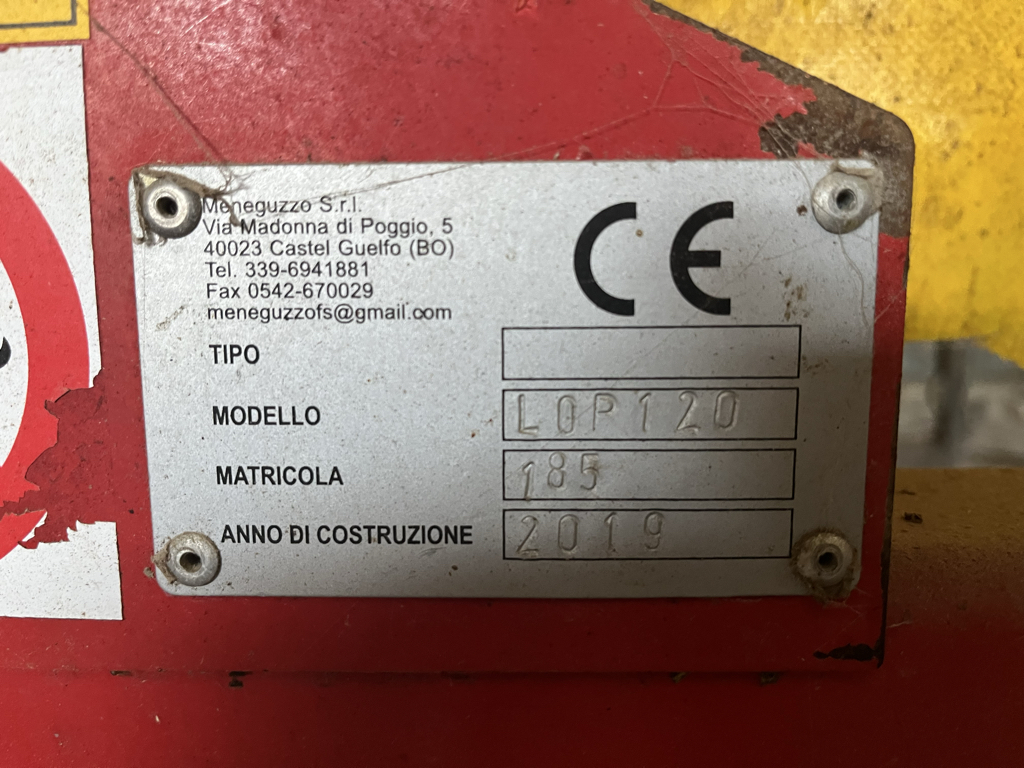 Meneguzzo S.r.l.
Via Madonna di Poggio, 5
40023 Castel Guelfo (BO)
Tel. 339-6941881
Fax 0542-670029
meneguzzofs@gmail.com
CE
TIPO
MODELLO LOP120
MATRICOLA 185
ANNO DI COSTRUZIONE 2019